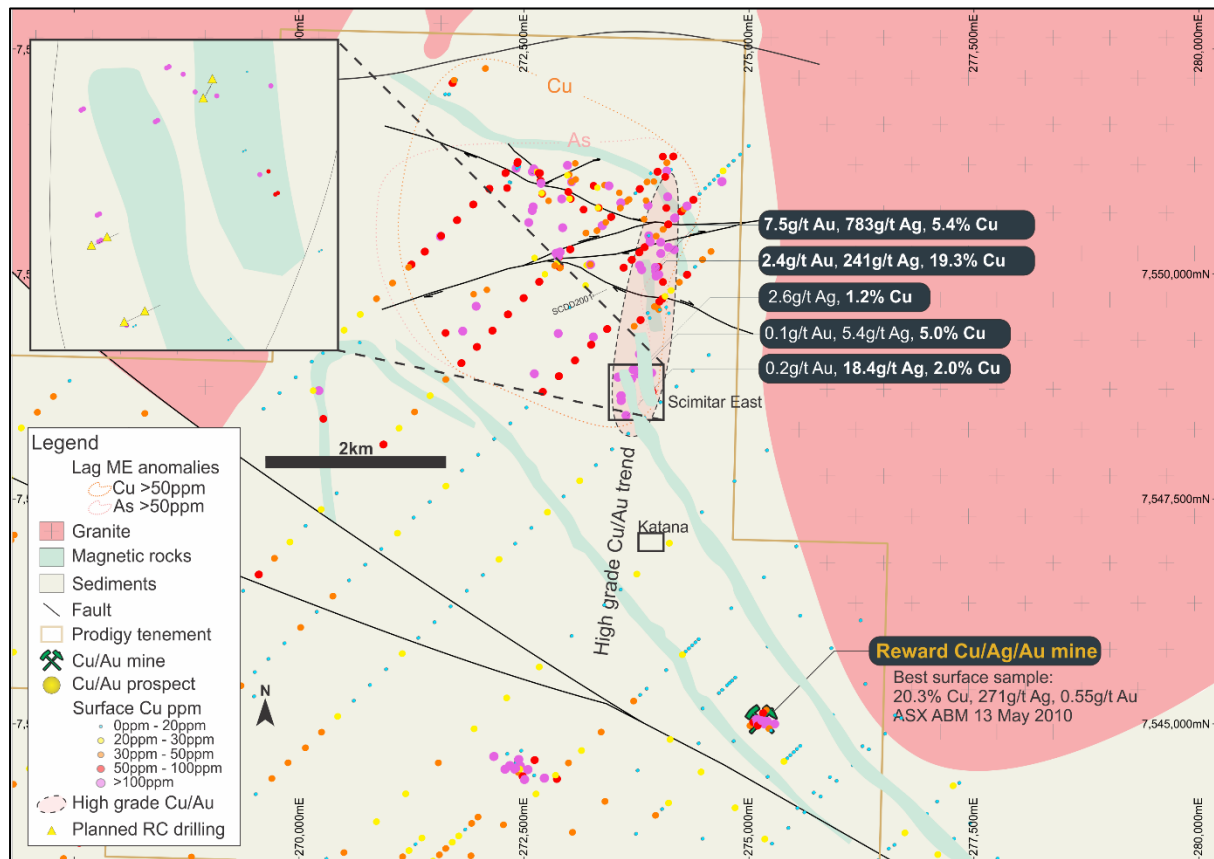 272,500mE
275,000mE
277,500mE
280,000mE
Cu
As
7.5g/t Au, 783g/t Ag, 5.4% Cu
2.4g/t Au, 241g/t Ag, 19.3% Cu
7,550,000mN
2.6g/t Ag, 1.2% Cu
SCDD2001
0.1g/t Au, 5.4g/t Ag, 5.0% Cu
0.2g/t Au, 18.4g/t Ag, 2.0% Cu
Scimitar East
2km
High grade Cu/Au trend
7,547,500mN
Katana
Reward Cu/Ag/Au mine
Best surface sample:
20.3% Cu, 271g/t Ag, 0.55g/t Au
ASX ABM 13 May 2010
7,545,000mN
N
Legend
Lag ME anomalies
Cu >50ppm
As >50ppm
Granite
Magnetic rocks
Sediments
Fault
Prodigy tenement
Cu/Au mine
Cu/Au prospect
Surface Cu ppm
0ppm - 20ppm
20ppm - 30ppm
30ppm - 50ppm
50ppm - 100ppm
>100ppm
High grade Cu/Au
Planned RC drilling
270,000mE
272,500mE
275,000mE
277,500mE
280,000mE